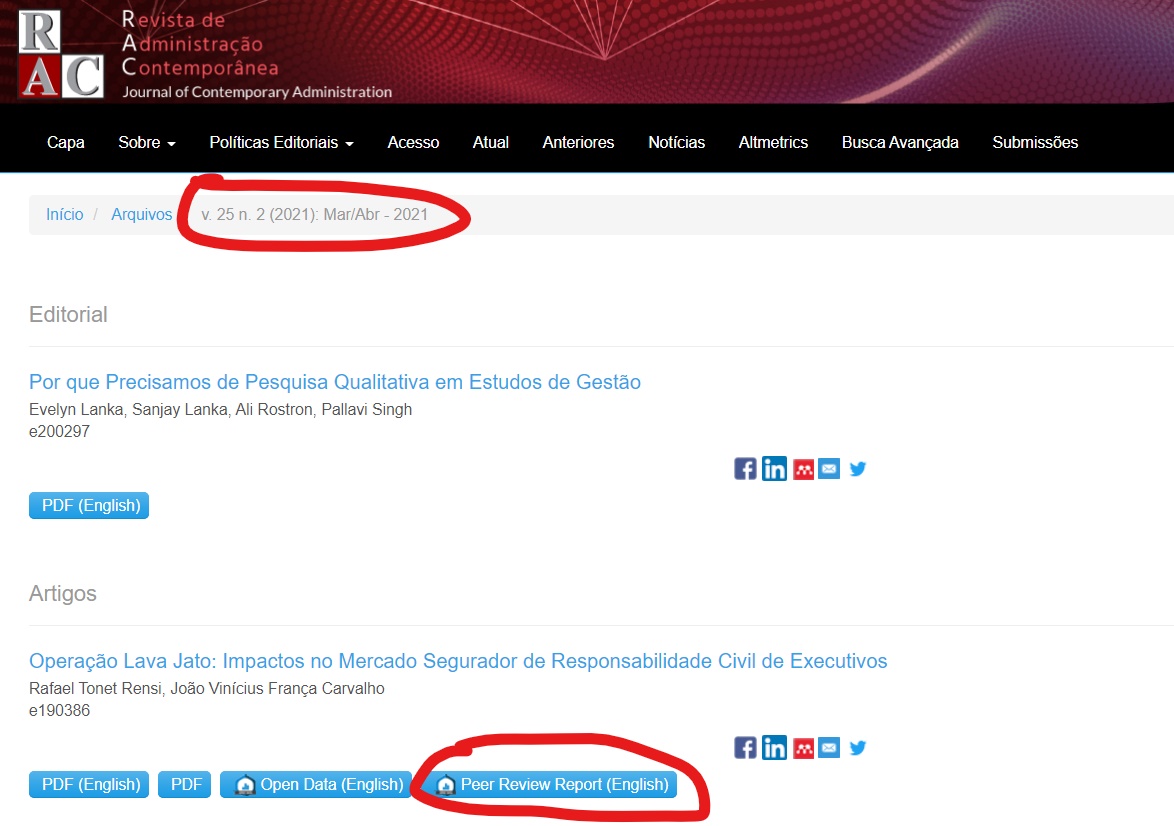 RAC
Revista de
Administração
Contemporânea
Journal of Contemporary Administration
Capa Sobre Políticas Editoriais Acesso Atual Anteriores Notícias Altmetrics Busca Avançada Submissões
Início / Arquivos v. 25 n. 2 (2021): Mar/Abr - 2021
Editorial
Por que Precisamos de Pesquisa Qualitativa em Estudos de Gestão
Evelyn Lanka, Sanjay Lanka, Ali Rostron, Pallavi Singh
e200297
PDF (English)
Artigos
Operação Lava Jato: Impactos no Mercado Segurador de Responsabilidade Civil de Executivos
Rafael Tonet Rensi, João Vinícius França Carvalho
e190386
PDF (English) PDF Open Data (English) Peer Review Report (English)